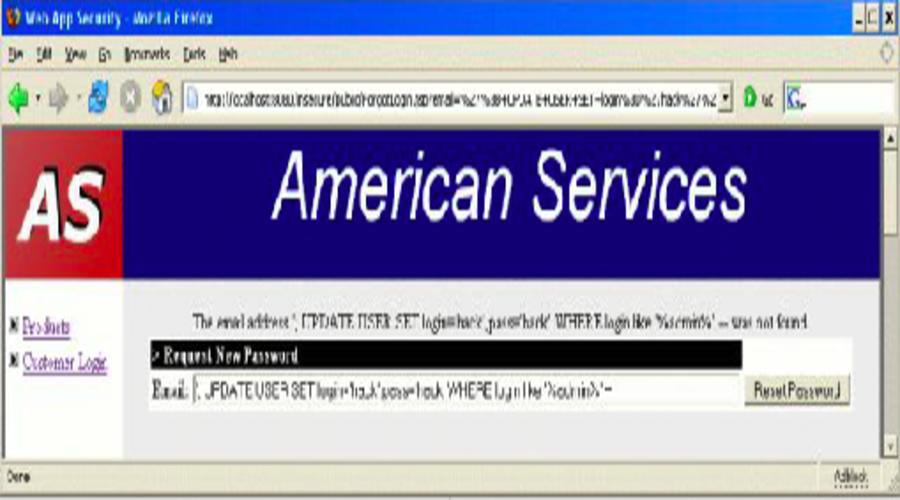 Web App Security - Mozilla Firefox
File Edit View Go Bookmarks Tools Help
AS
American Services
Products
Customer Login
The email address '; UPDATE USER SET login='hack', pass='hack' WHERE login like '%admin%' -- was not found
> Request New Password
Email: '; UPDATE USER SET login='hack', pass='hack' WHERE login like '%admin%' --
Reset Password
Done
Adblock